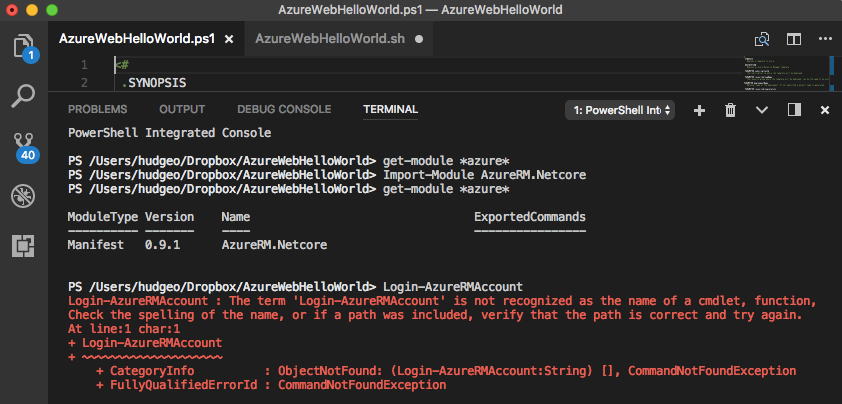 AzureWebHelloWorld.ps1 — AzureWebHelloWorld
AzureWebHelloWorld.ps1 × AzureWebHelloWorld.sh
1
1 <#
2 .SYNOPSIS
PROBLEMS OUTPUT DEBUG CONSOLE TERMINAL 1: PowerShell Inte
PowerShell Integrated Console
40
PS /Users/hudgeo/Dropbox/AzureWebHelloWorld> get-module *azure*
PS /Users/hudgeo/Dropbox/AzureWebHelloWorld> Import-Module AzureRM.Netcore
PS /Users/hudgeo/Dropbox/AzureWebHelloWorld> get-module *azure*
ModuleType Version Name ExportedCommands
---------- ------- ---- ----------------
Manifest 0.9.1 AzureRM.Netcore
PS /Users/hudgeo/Dropbox/AzureWebHelloWorld> Login-AzureRMAccount
Login-AzureRMAccount : The term 'Login-AzureRMAccount' is not recognized as the name of a cmdlet, function,
Check the spelling of the name, or if a path was included, verify that the path is correct and try again.
At line:1 char:1
+ Login-AzureRMAccount
+ ~~~~~~~~~~~~~~~~~~~~
+ CategoryInfo : ObjectNotFound: (Login-AzureRMAccount:String) [], CommandNotFoundException
+ FullyQualifiedErrorId : CommandNotFoundException